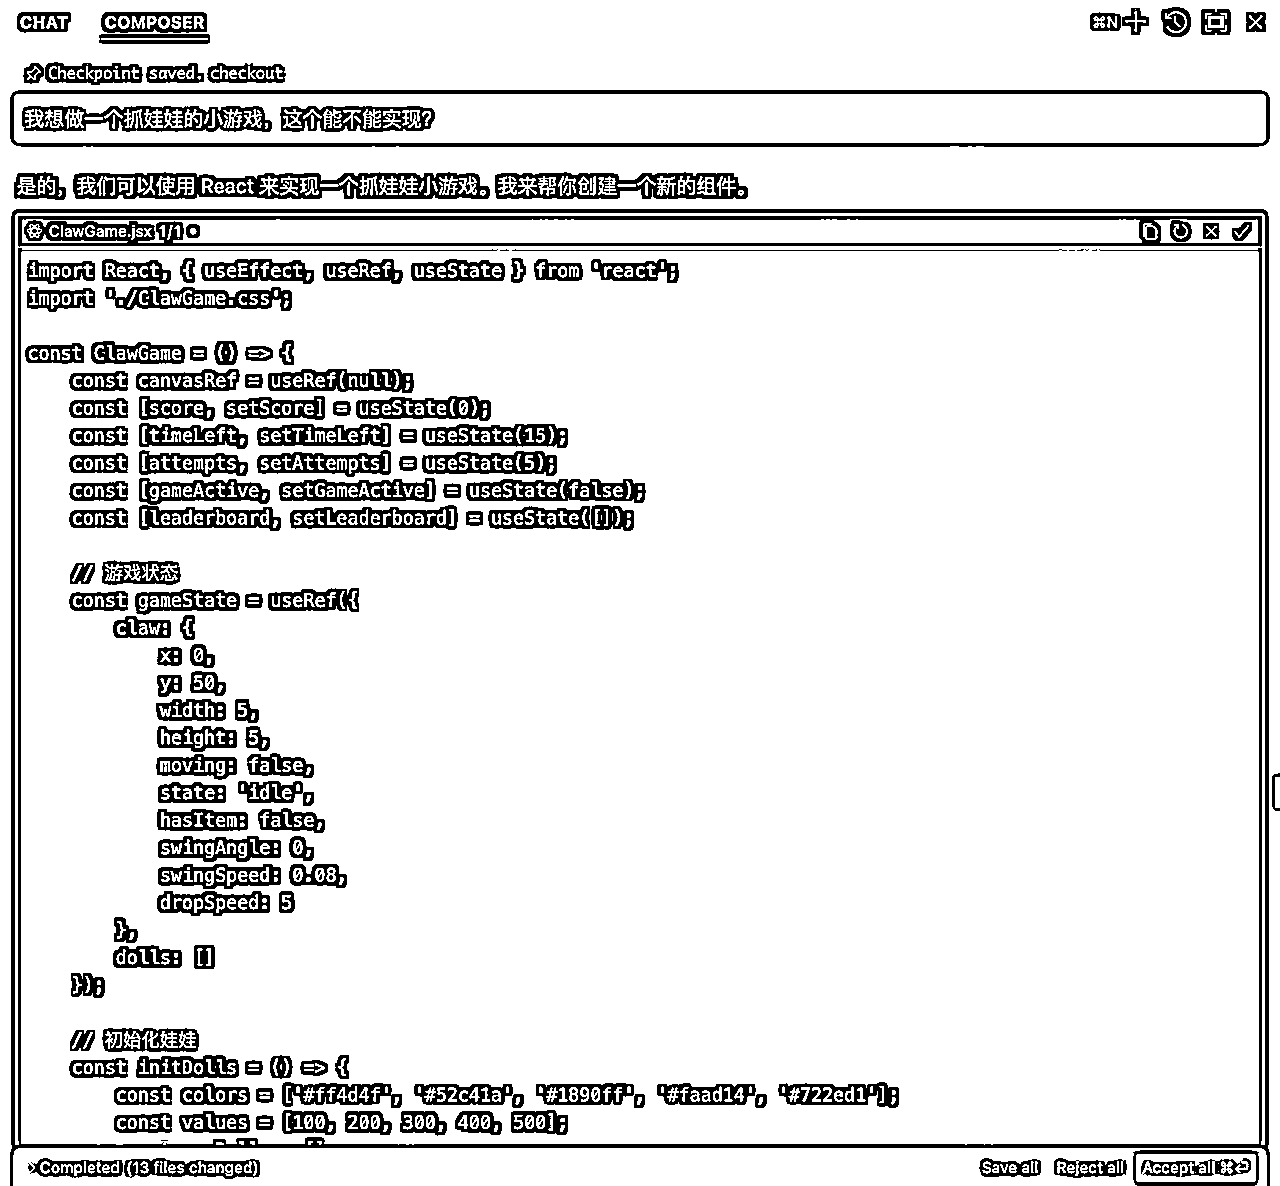 CHAT COMPOSER ⌘N
Checkpoint saved. checkout
我想做一个抓娃娃的小游戏，这个能不能实现？
是的，我们可以使用 React 来实现一个抓娃娃小游戏。我来帮你创建一个新的组件。
ClawGame.jsx 1/1
import React, { useEffect, useRef, useState } from 'react';
import './ClawGame.css';
const ClawGame = () => {
const canvasRef = useRef(null);
const [score, setScore] = useState(0);
const [timeLeft, setTimeLeft] = useState(15);
const [attempts, setAttempts] = useState(5);
const [gameActive, setGameActive] = useState(false);
const [leaderboard, setLeaderboard] = useState([]);
// 游戏状态
const gameState = useRef({
claw: {
x: 0,
y: 50,
width: 5,
height: 5,
moving: false,
state: 'idle',
hasItem: false,
swingAngle: 0,
swingSpeed: 0.08,
dropSpeed: 5
},
dolls: []
});
// 初始化娃娃
const initDolls = () => {
const colors = ['#ff4d4f', '#52c41a', '#1890ff', '#faad14', '#722ed1'];
const values = [100, 200, 300, 400, 500];
Completed (13 files changed) Save all Reject all Accept all ⌘⏎